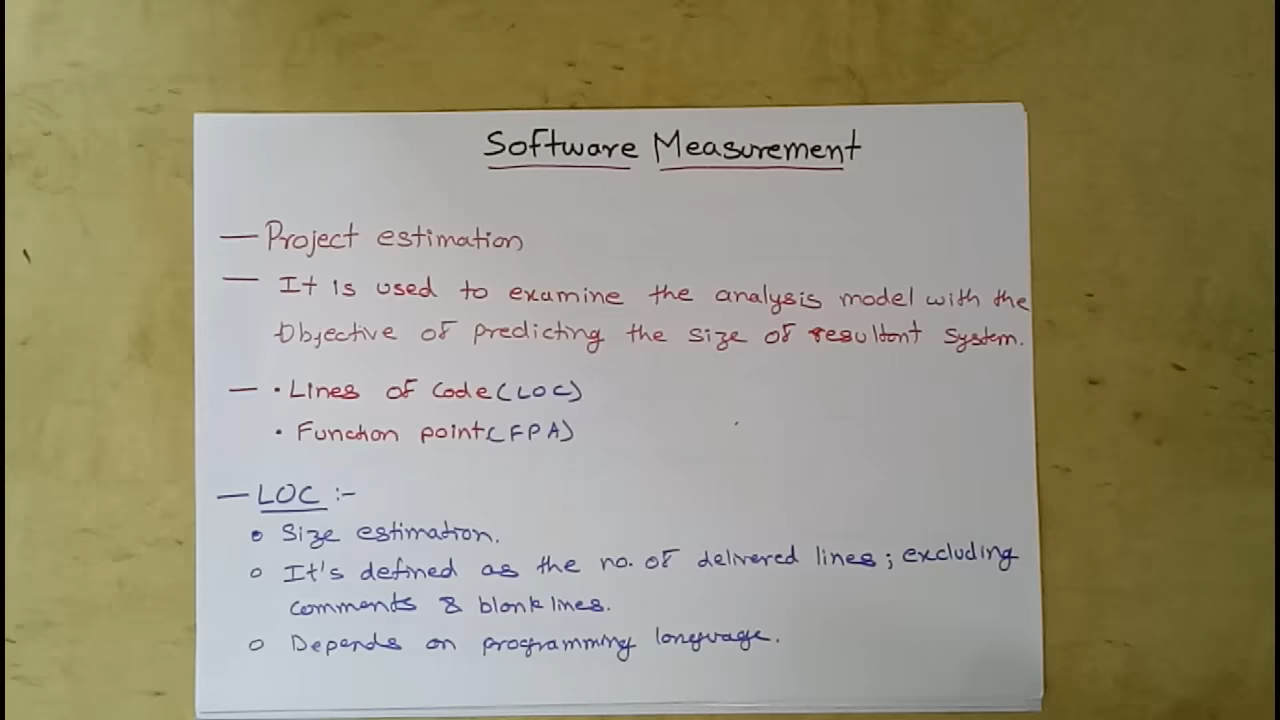 Software Measurement
— Project estimation
— It is used to examine the analysis model with the
Objective of predicting the size of resultant system.
— • Lines of Code (LOC)
• Function point (FPA)
— LOC :-
• Size estimation.
○ It's defined as the no. of delivered lines; excluding
comments & blank lines.
○ Depends on programming language.